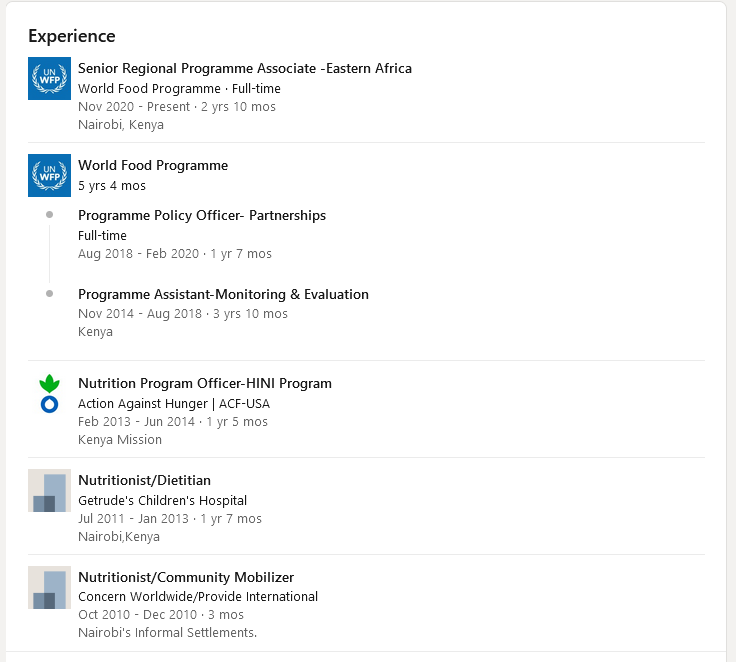 Experience
UN
WFP
Senior Regional Programme Associate -Eastern Africa
World Food Programme · Full-time
Nov 2020 - Present · 2 yrs 10 mos
Nairobi, Kenya
UN
WFP
World Food Programme
5 yrs 4 mos
Programme Policy Officer- Partnerships
Full-time
Aug 2018 - Feb 2020 · 1 yr 7 mos
Programme Assistant-Monitoring & Evaluation
Nov 2014 - Aug 2018 · 3 yrs 10 mos
Kenya
Nutrition Program Officer-HINI Program
Action Against Hunger | ACF-USA
Feb 2013 - Jun 2014 · 1 yr 5 mos
Kenya Mission
Nutritionist/Dietitian
Getrude's Children's Hospital
Jul 2011 - Jan 2013 · 1 yr 7 mos
Nairobi,Kenya
Nutritionist/Community Mobilizer
Concern Worldwide/Provide International
Oct 2010 - Dec 2010 · 3 mos
Nairobi's Informal Settlements.